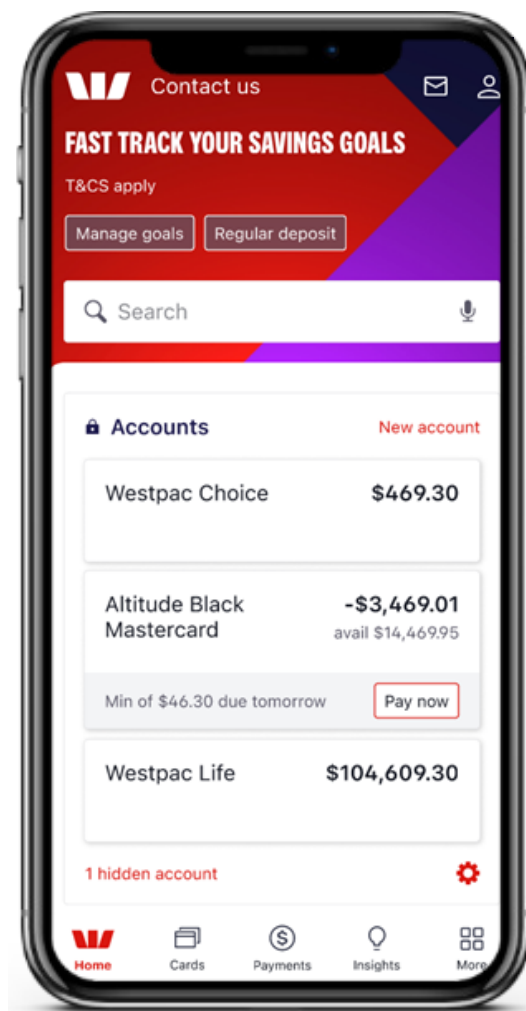 Contact us
FAST TRACK YOUR SAVINGS GOALS
T&CS apply
Manage goals Regular deposit
Search
Accounts New account
Westpac Choice $469.30
Altitude Black -$3,469.01
Mastercard avail $14,469.95
Min of $46.30 due tomorrow Pay now
Westpac Life $104,609.30
1 hidden account
Home Cards Payments Insights More